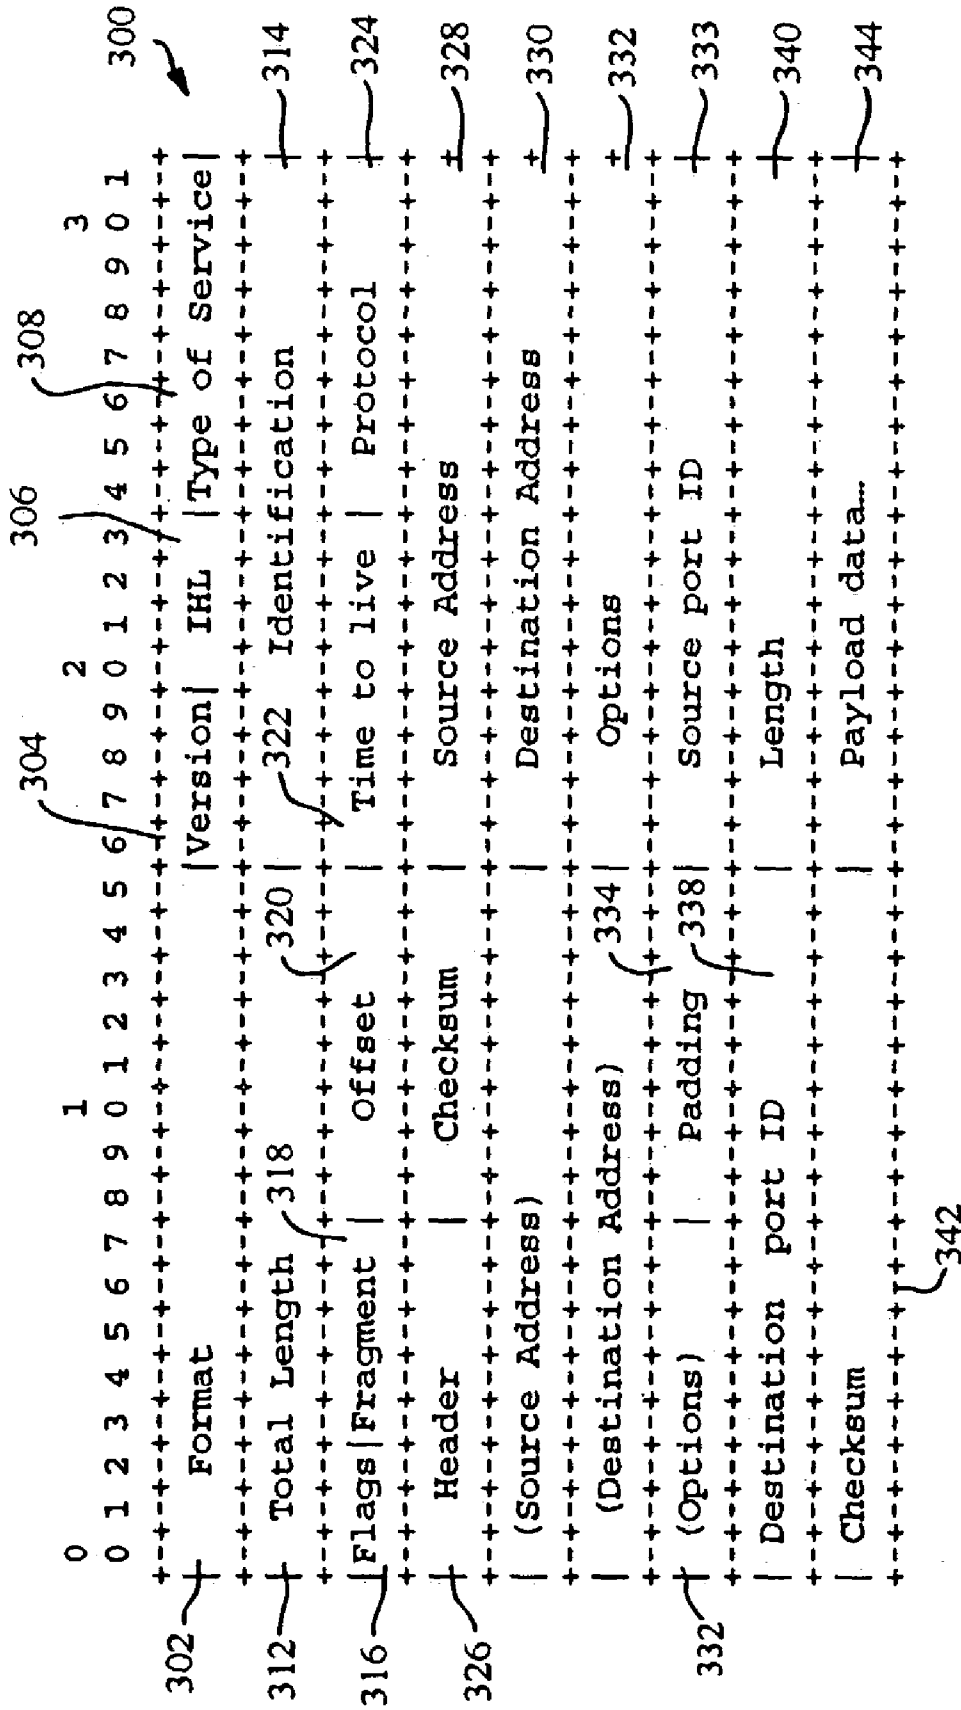 300
304 306 308
0 1 2 3
0 1 2 3 4 5 6 7 8 9 0 1 2 3 4 5 6 7 8 9 0 1 2 3 4 5 6 7 8 9 0 1
+--+--+--+--+--+--+--+--+--+--+--+--+--+--+--+--+--+--+--+--+--+--+--+--+--+--+--+--+--+--+--+--+
302 | Format |Version| IHL |Type of Service|
+--+--+--+--+--+--+--+--+--+--+--+--+--+--+--+--+--+--+--+--+--+--+--+--+--+--+--+--+--+--+--+--+
312 | Total Length 318 320 | 322 Identification | 314
+--+--+--+--+--+--+--+--+--+--+--+--+--+--+--+--+--+--+--+--+--+--+--+--+--+--+--+--+--+--+--+--+
316 |Flags|Fragment | Offset | Time to live | Protocol | 324
+--+--+--+--+--+--+--+--+--+--+--+--+--+--+--+--+--+--+--+--+--+--+--+--+--+--+--+--+--+--+--+--+
326 | Header | Checksum | Source Address + 328
+--+--+--+--+--+--+--+--+--+--+--+--+--+--+--+--+--+--+--+--+--+--+--+--+--+--+--+--+--+--+--+--+
| (Source Address) | Destination Address + 330
+--+--+--+--+--+--+--+--+--+--+--+--+--+--+--+--+--+--+--+--+--+--+--+--+--+--+--+--+--+--+--+--+
| (Destination Address) 334| Options + 332
+--+--+--+--+--+--+--+--+--+--+--+--+--+--+--+--+--+--+--+--+--+--+--+--+--+--+--+--+--+--+--+--+
332 | (Options) | Padding 338| Source port ID | 333
+--+--+--+--+--+--+--+--+--+--+--+--+--+--+--+--+--+--+--+--+--+--+--+--+--+--+--+--+--+--+--+--+
| Destination port ID | Length | 340
+--+--+--+--+--+--+--+--+--+--+--+--+--+--+--+--+--+--+--+--+--+--+--+--+--+--+--+--+--+--+--+--+
| Checksum | Payload data... | 344
+--+--+--+--+--+--+--+--+--+--+--+--+--+--+--+--+--+--+--+--+--+--+--+--+--+--+--+--+--+--+--+--+
342